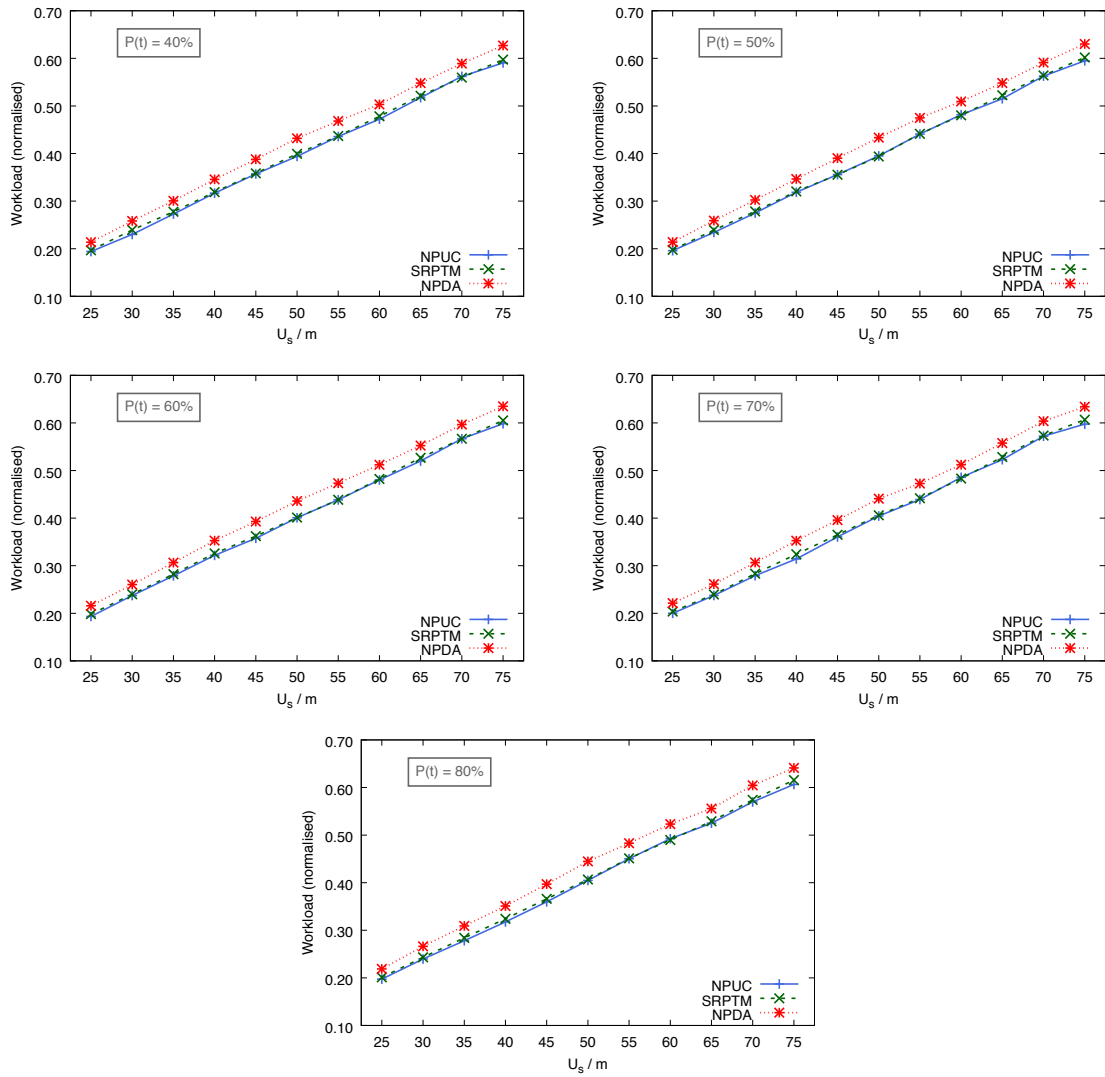 P(t) = 40%
Workload (normalised)
0.70
0.60
0.50
0.40
0.30
0.20
0.10
NPUC
SRPTM
NPDA
25 30 35 40 45 50 55 60 65 70 75
U_s / m
P(t) = 50%
Workload (normalised)
0.70
0.60
0.50
0.40
0.30
0.20
0.10
NPUC
SRPTM
NPDA
25 30 35 40 45 50 55 60 65 70 75
U_s / m
P(t) = 60%
Workload (normalised)
0.70
0.60
0.50
0.40
0.30
0.20
0.10
NPUC
SRPTM
NPDA
25 30 35 40 45 50 55 60 65 70 75
U_s / m
P(t) = 70%
Workload (normalised)
0.70
0.60
0.50
0.40
0.30
0.20
0.10
NPUC
SRPTM
NPDA
25 30 35 40 45 50 55 60 65 70 75
U_s / m
P(t) = 80%
Workload (normalised)
0.70
0.60
0.50
0.40
0.30
0.20
0.10
NPUC
SRPTM
NPDA
25 30 35 40 45 50 55 60 65 70 75
U_s / m